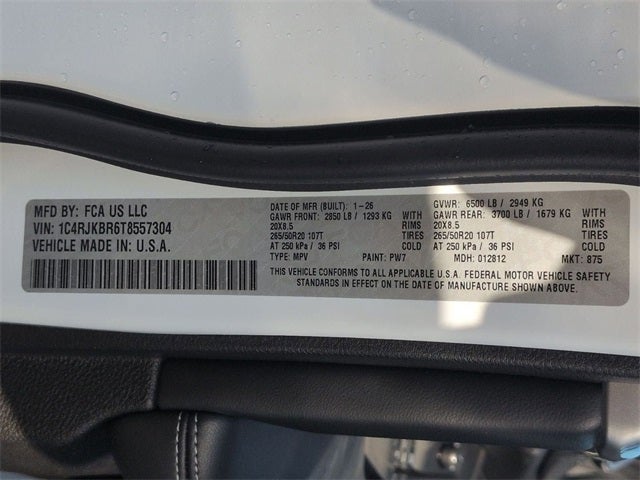 MFD BY: FCA US LLC
VIN: 1C4RJKBR6T8557304
VEHICLE MADE IN U.S.A.
DATE OF MFR (BUILT): 1-26
GAWR FRONT: 2850 LB / 1293 KG WITH
20X8.5 RIMS
265/50R20 107T TIRES
AT 250 kPa / 36 PSI COLD
TYPE: MPV PAINT: PW7
GVWR: 6500 LB / 2949 KG
GAWR REAR: 3700 LB / 1679 KG WITH
20X8.5 RIMS
265/50R20 107T TIRES
AT 250 kPa / 36 PSI COLD
MDH: 012812 MKT: 875
THIS VEHICLE CONFORMS TO ALL APPLICABLE U.S.A. FEDERAL MOTOR VEHICLE SAFETY
STANDARDS IN EFFECT ON THE DATE OF MANUFACTURE SHOWN ABOVE.